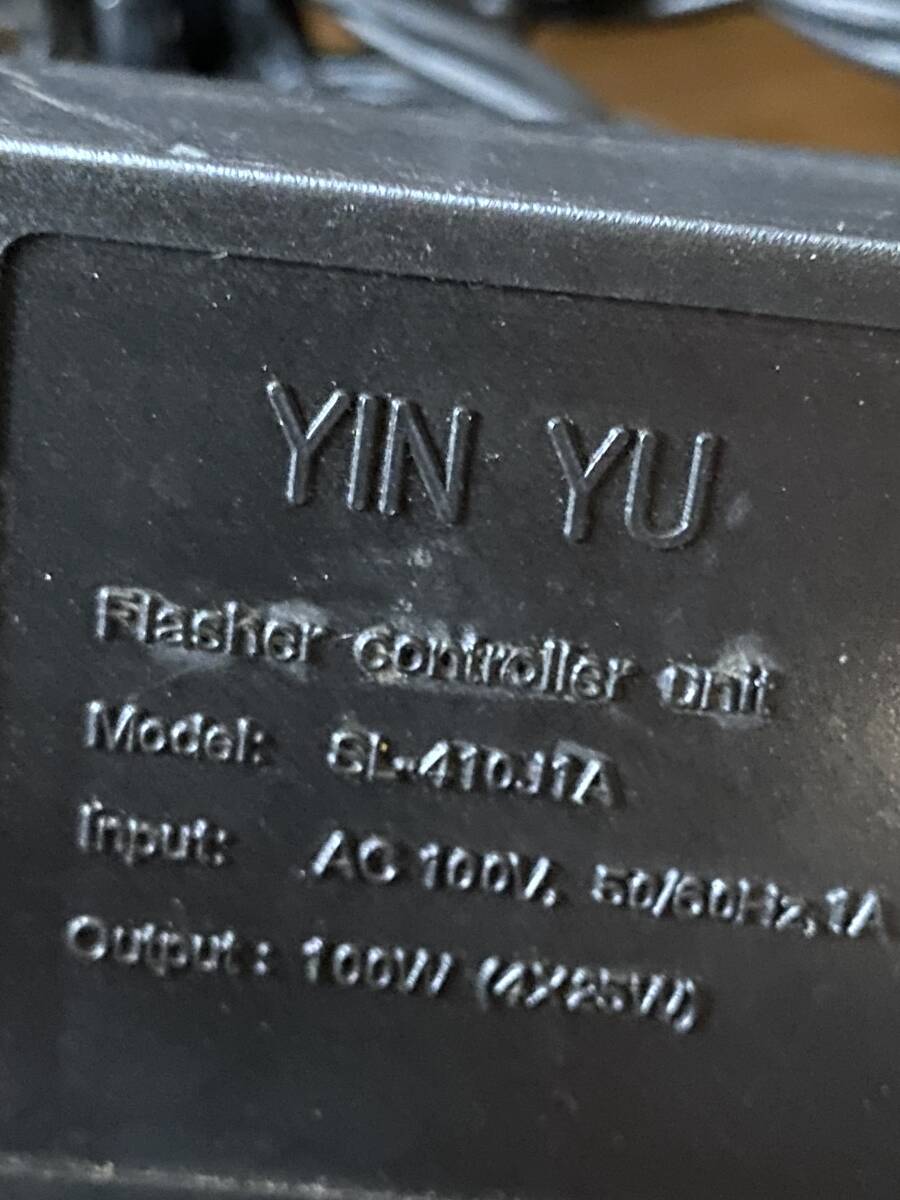 YIN YU
Flasher controller unit
Model: SL-410J1A
Input: AC 100V, 50/60Hz,1A
Output: 100W (4X25W)